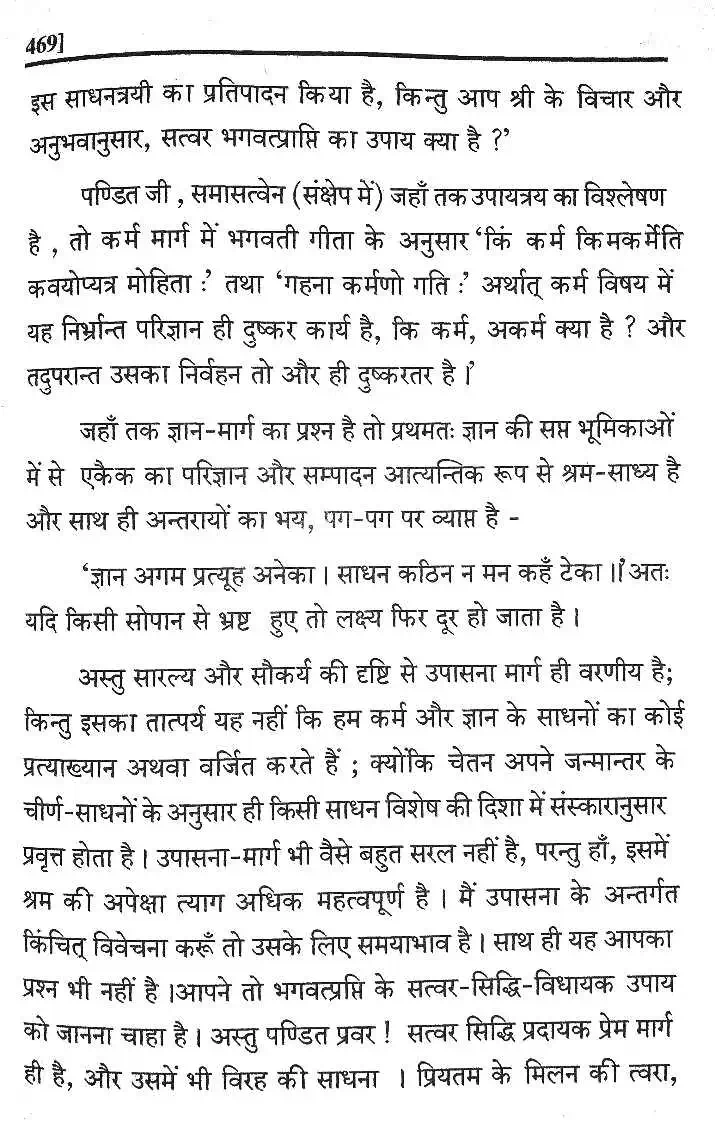 469]
इस साधनत्रयी का प्रतिपादन किया है, किन्तु आप श्री के विचार और
अनुभवानुसार, सत्वर भगवत्प्राप्ति का उपाय क्या है ?’
पण्डित जी , समासत्वेन (संक्षेप में) जहाँ तक उपायत्रय का विश्लेषण
है , तो कर्म मार्ग में भगवती गीता के अनुसार ‘किं कर्म किमकर्मेति
कवयोप्यत्र मोहिता :’ तथा ‘गहना कर्मणो गति :’ अर्थात् कर्म विषय में
यह निर्भ्रान्त परिज्ञान ही दुष्कर कार्य है, कि कर्म, अकर्म क्या है ? और
तदुपरान्त उसका निर्वहन तो और ही दुष्करतर है ।’
जहाँ तक ज्ञान-मार्ग का प्रश्न है तो प्रथमतः ज्ञान की सप्त भूमिकाओं
में से एकैक का परिज्ञान और सम्पादन आत्यन्तिक रूप से श्रम-साध्य है
और साथ ही अन्तरायों का भय, पग-पग पर व्याप्त है -
‘ज्ञान अगम प्रत्यूह अनेका । साधन कठिन न मन कहँ टेका ।।’ अतः
यदि किसी सोपान से भ्रष्ट हुए तो लक्ष्य फिर दूर हो जाता है ।
अस्तु सारल्य और सौकर्य की दृष्टि से उपासना मार्ग ही वरणीय है;
किन्तु इसका तात्पर्य यह नहीं कि हम कर्म और ज्ञान के साधनों का कोई
प्रत्याख्यान अथवा वर्जित करते हैं ; क्योंकि चेतन अपने जन्मान्तर के
चीर्ण-साधनों के अनुसार ही किसी साधन विशेष की दिशा में संस्कारानुसार
प्रवृत्त होता है । उपासना-मार्ग भी वैसे बहुत सरल नहीं है, परन्तु हाँ, इसमें
श्रम की अपेक्षा त्याग अधिक महत्वपूर्ण है । मैं उपासना के अन्तर्गत
किंचित् विवेचना करूँ तो उसके लिए समयाभाव है । साथ ही यह आपका
प्रश्न भी नहीं है ।आपने तो भगवत्प्रप्ति के सत्वर-सिद्धि-विधायक उपाय
को जानना चाहा है । अस्तु पण्डित प्रवर ! सत्वर सिद्धि प्रदायक प्रेम मार्ग
ही है, और उसमें भी विरह की साधना । प्रियतम के मिलन की त्वरा,